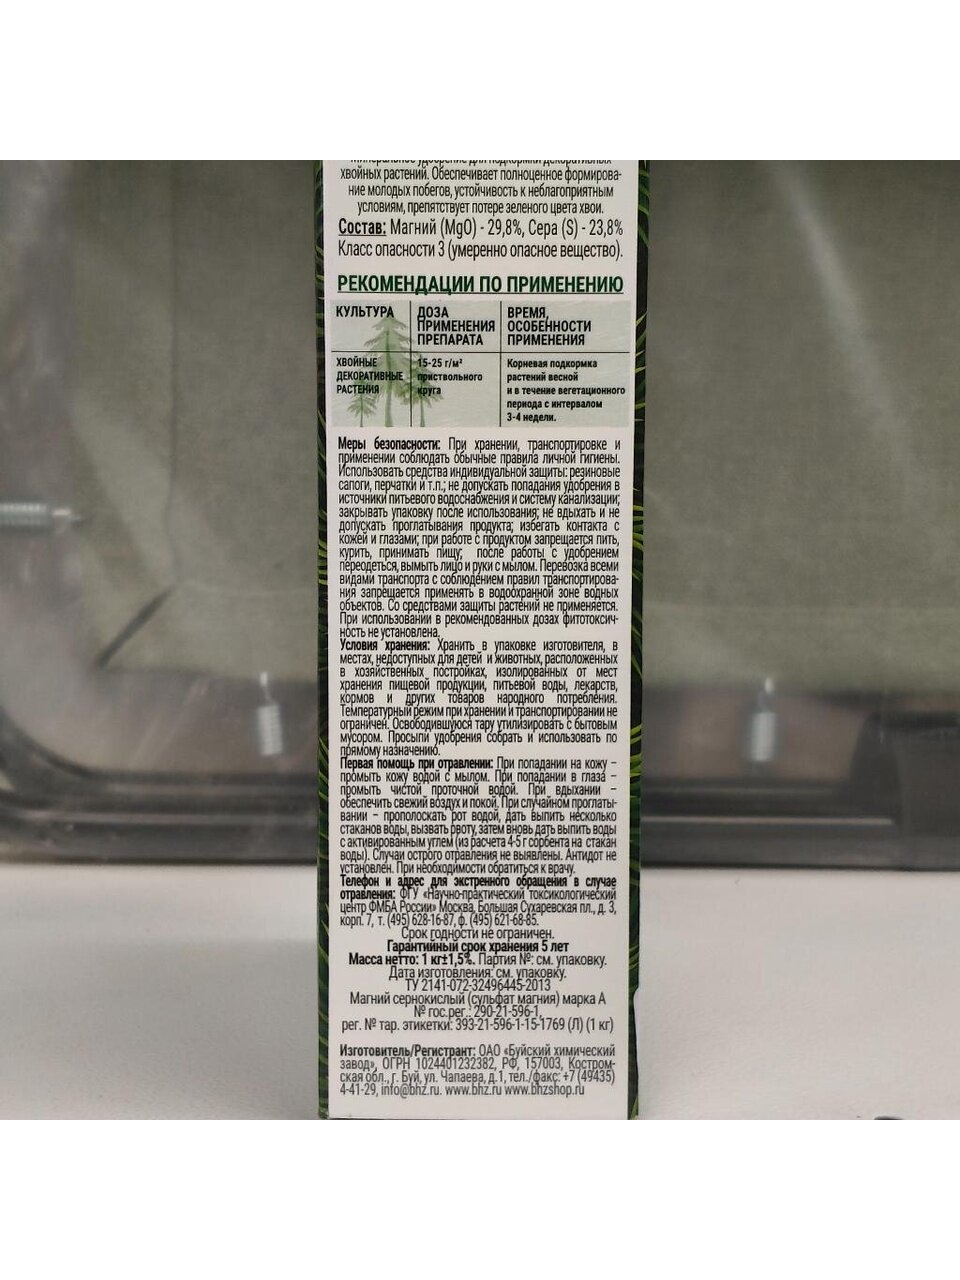 Минеральное удобрение для подкормки декоративных
хвойных растений. Обеспечивает полноценное формирова-
ние молодых побегов, устойчивость к неблагоприятным
условиям, препятствует потере зеленого цвета хвои.
Состав: Магний (MgO) - 29,8%, Сера (S) - 23,8%
Класс опасности 3 (умеренно опасное вещество).
РЕКОМЕНДАЦИИ ПО ПРИМЕНЕНИЮ
КУЛЬТУРА
ДОЗА
ПРИМЕНЕНИЯ
ПРЕПАРАТА
ВРЕМЯ,
ОСОБЕННОСТИ
ПРИМЕНЕНИЯ
ХВОЙНЫЕ
ДЕКОРАТИВНЫЕ
РАСТЕНИЯ
15-25 г/м²
приствольного
круга
Корневая подкормка
растений весной
и в течение вегетационного
периода с интервалом
3-4 недели.
Меры безопасности: При хранении, транспортировке и
применении соблюдать обычные правила личной гигиены.
Использовать средства индивидуальной защиты: резиновые
сапоги, перчатки и т.п.; не допускать попадания удобрения в
источники питьевого водоснабжения и систему канализации;
закрывать упаковку после использования; не вдыхать и не
допускать проглатывания продукта; избегать контакта с
кожей и глазами; при работе с продуктом запрещается пить,
курить, принимать пищу; после работы с удобрением
переодеться, вымыть лицо и руки с мылом. Перевозка всеми
видами транспорта с соблюдением правил транспортирова-
ния запрещается применять в водоохранной зоне водных
объектов. Со средствами защиты растений не применяется.
При использовании в рекомендованных дозах фитотоксич-
ность не установлена.
Условия хранения: Хранить в упаковке изготовителя, в
местах, недоступных для детей и животных, расположенных
в хозяйственных постройках, изолированных от мест
хранения пищевой продукции, питьевой воды, лекарств,
кормов и других товаров народного потребления.
Температурный режим при хранении и транспортировании не
ограничен. Освободившуюся тару утилизировать с бытовым
мусором. Просыпи удобрения собрать и использовать по
прямому назначению.
Первая помощь при отравлении: При попадании на кожу –
промыть кожу водой с мылом. При попадании в глаза –
промыть чистой проточной водой. При вдыхании –
обеспечить свежий воздух и покой. При случайном проглаты-
вании – прополоскать рот водой, дать выпить несколько
стаканов воды, вызвать рвоту, затем вновь дать выпить воды
с активированным углем (из расчета 4-5 г сорбента на стакан
воды). Случаи острого отравления не выявлены. Антидот не
установлен. При необходимости обратиться к врачу.
Телефон и адрес для экстренного обращения в случае
отравления: ФГУ «Научно-практический токсикологический
центр ФМБА России» Москва, Большая Сухаревская пл., д. 3,
корп. 7, т. (495) 628-16-87, ф. (495) 621-68-85.
Срок годности не ограничен.
Гарантийный срок хранения 5 лет
Масса нетто: 1 кг±1,5%. Партия №: см. упаковку.
Дата изготовления: см. упаковку.
ТУ 2141-072-32496445-2013
Магний сернокислый (сульфат магния) марка А
№ гос.рег.: 290-21-596-1,
рег. № тар. этикетки: 393-21-596-1-15-1769 (Л) (1 кг)
Изготовитель/Регистрант: ОАО «Буйский химический
завод», ОГРН 1024401232382, РФ, 157003, Костром-
ская обл., г. Буй, ул. Чапаева, д.1, тел./факс: +7 (49435)
4-41-29, info@bhz.ru. www.bhz.ru www.bhzshop.ru